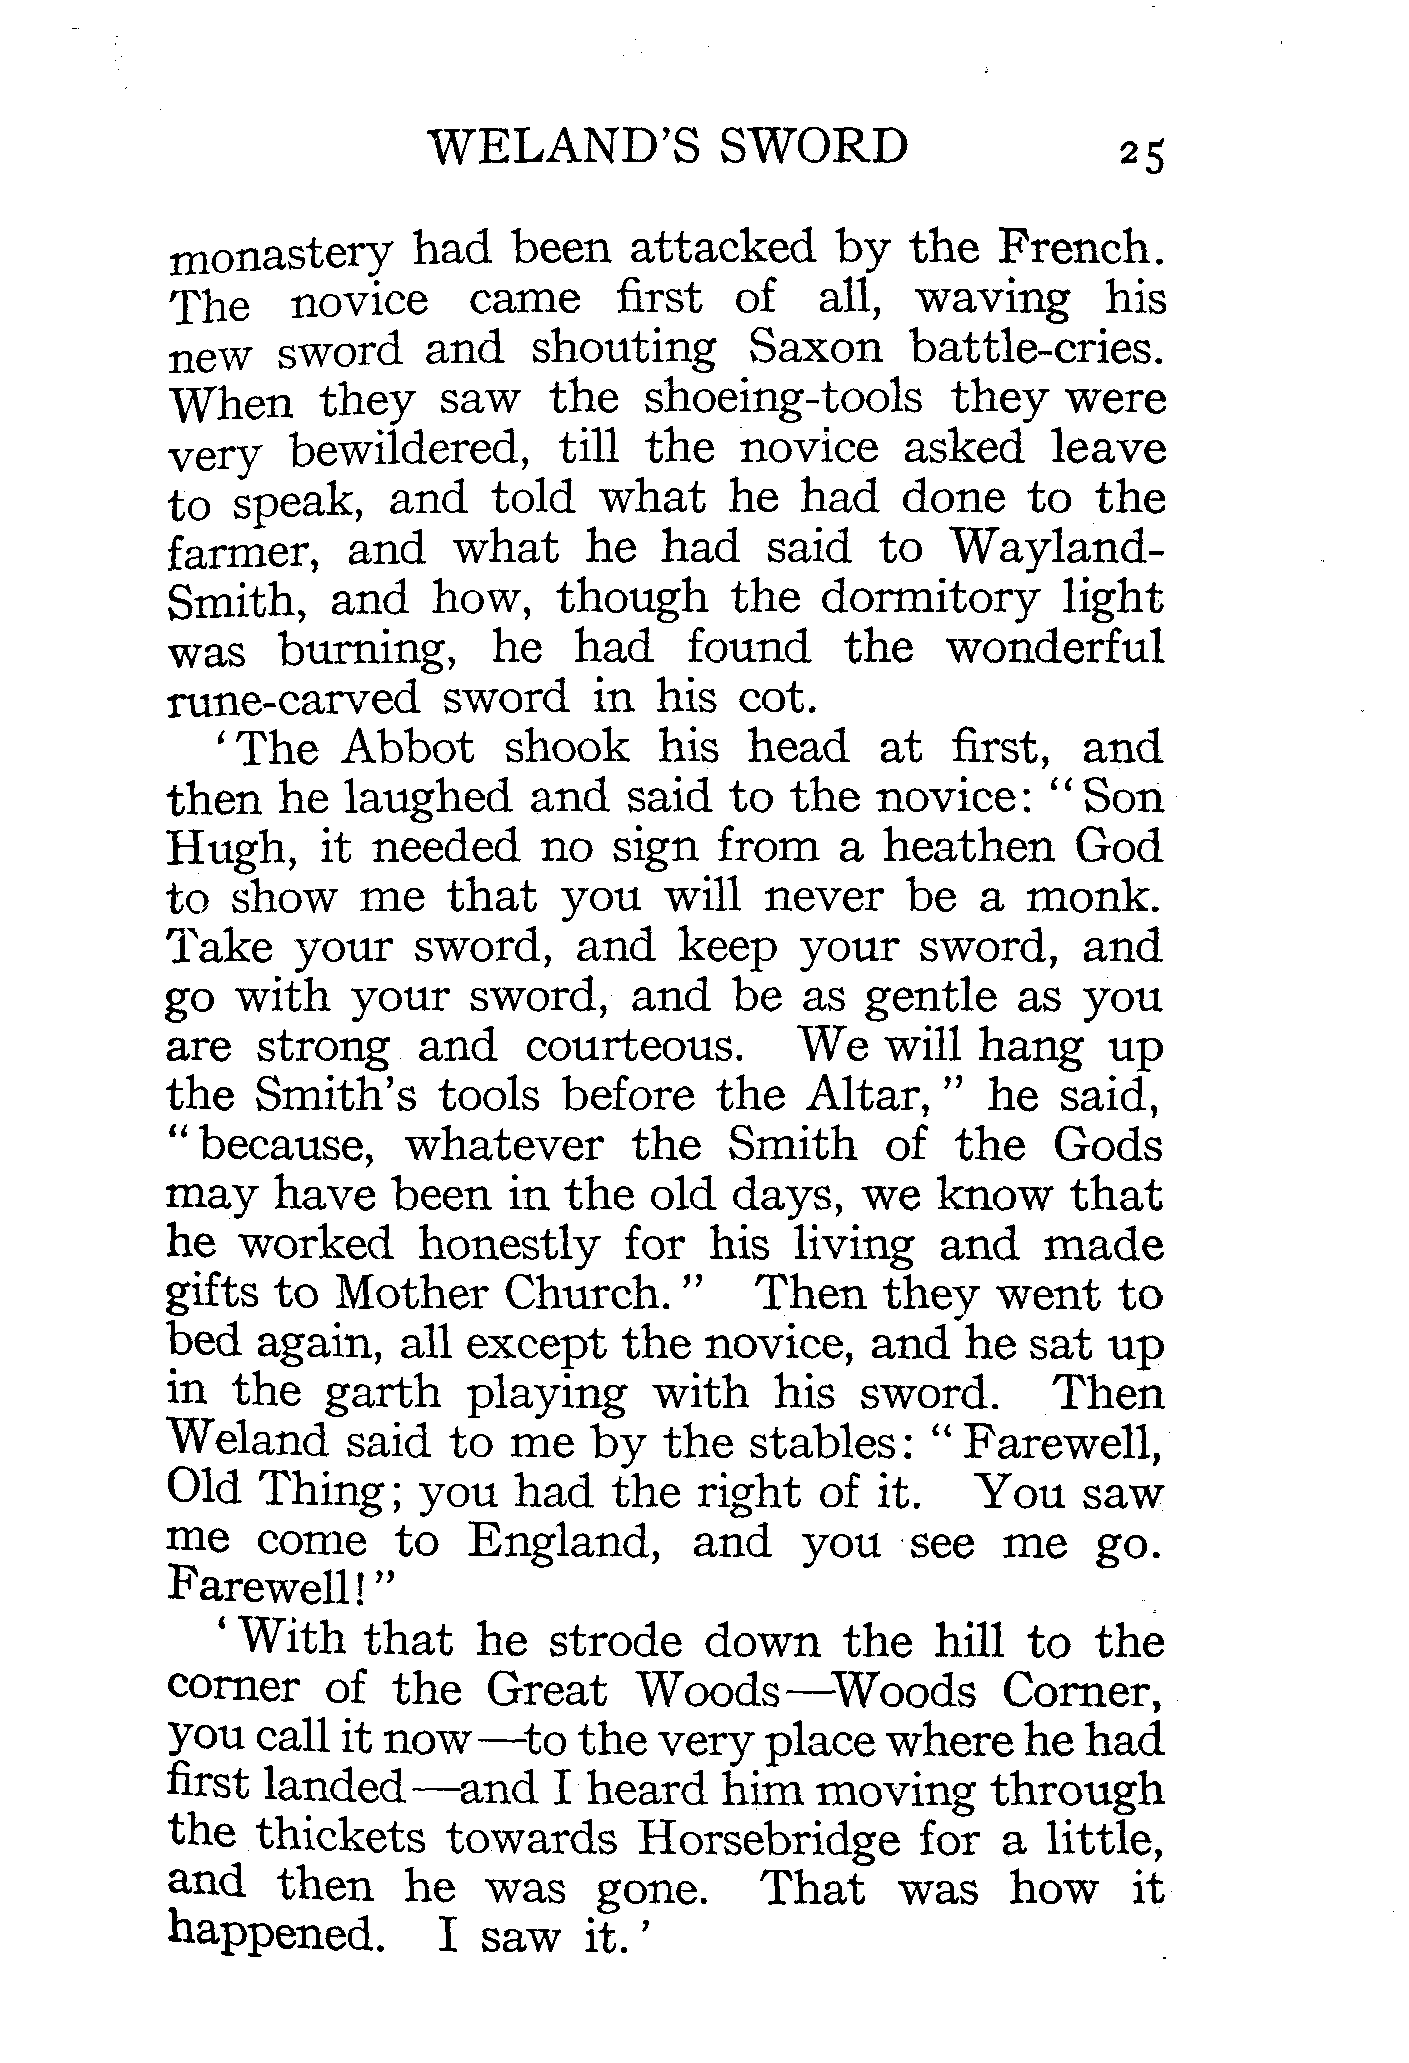 WELAND'S SWORD 25
monastery had been attacked by the French.
The novice came first of all, waving his
new sword and shouting Saxon battle-cries.
When they saw the shoeing-tools they were
very bewildered, till the novice asked leave
to speak, and told what he had done to the
farmer, and what he had said to Wayland-
Smith, and how, though the dormitory light
was burning, he had found the wonderful
rune-carved sword in his cot.
‘The Abbot shook his head at first, and
then he laughed and said to the novice: “Son
Hugh, it needed no sign from a heathen God
to show me that you will never be a monk.
Take your sword, and keep your sword, and
go with your sword, and be as gentle as you
are strong and courteous. We will hang up
the Smith's tools before the Altar,” he said,
“because, whatever the Smith of the Gods
may have been in the old days, we know that
he worked honestly for his living and made
gifts to Mother Church.” Then they went to
bed again, all except the novice, and he sat up
in the garth playing with his sword. Then
Weland said to me by the stables: “Farewell,
Old Thing; you had the right of it. You saw
me come to England, and you see me go.
Farewell!”
‘With that he strode down the hill to the
corner of the Great Woods—Woods Corner,
you call it now—to the very place where he had
first landed—and I heard him moving through
the thickets towards Horsebridge for a little,
and then he was gone. That was how it
happened. I saw it.’